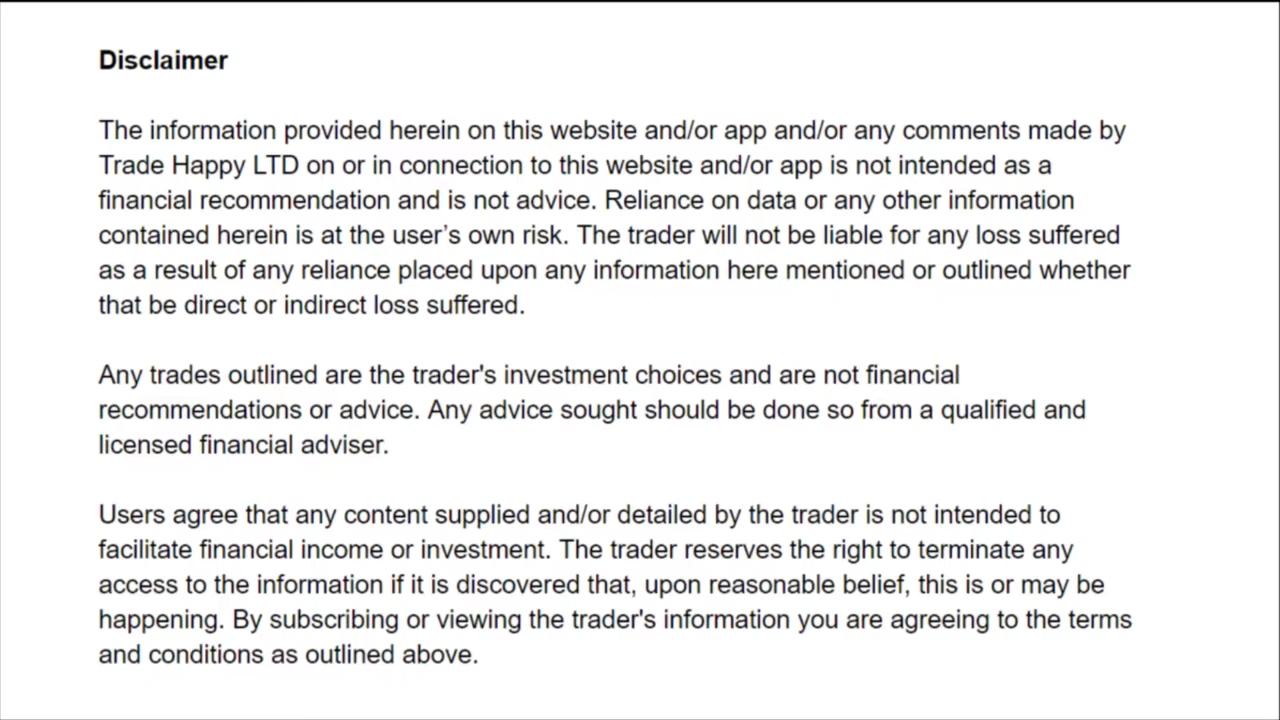 Disclaimer
The information provided herein on this website and/or app and/or any comments made by
Trade Happy LTD on or in connection to this website and/or app is not intended as a
financial recommendation and is not advice. Reliance on data or any other information
contained herein is at the user’s own risk. The trader will not be liable for any loss suffered
as a result of any reliance placed upon any information here mentioned or outlined whether
that be direct or indirect loss suffered.
Any trades outlined are the trader's investment choices and are not financial
recommendations or advice. Any advice sought should be done so from a qualified and
licensed financial adviser.
Users agree that any content supplied and/or detailed by the trader is not intended to
facilitate financial income or investment. The trader reserves the right to terminate any
access to the information if it is discovered that, upon reasonable belief, this is or may be
happening. By subscribing or viewing the trader's information you are agreeing to the terms
and conditions as outlined above.